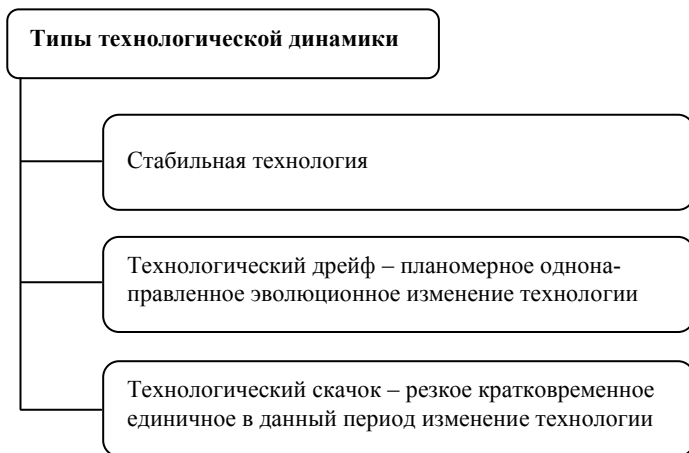 Типы технологической динамики
Стабильная технология
Технологический дрейф – планомерное однона-
правленное эволюционное изменение технологии
Технологический скачок – резкое кратковременное
единичное в данный период изменение технологии